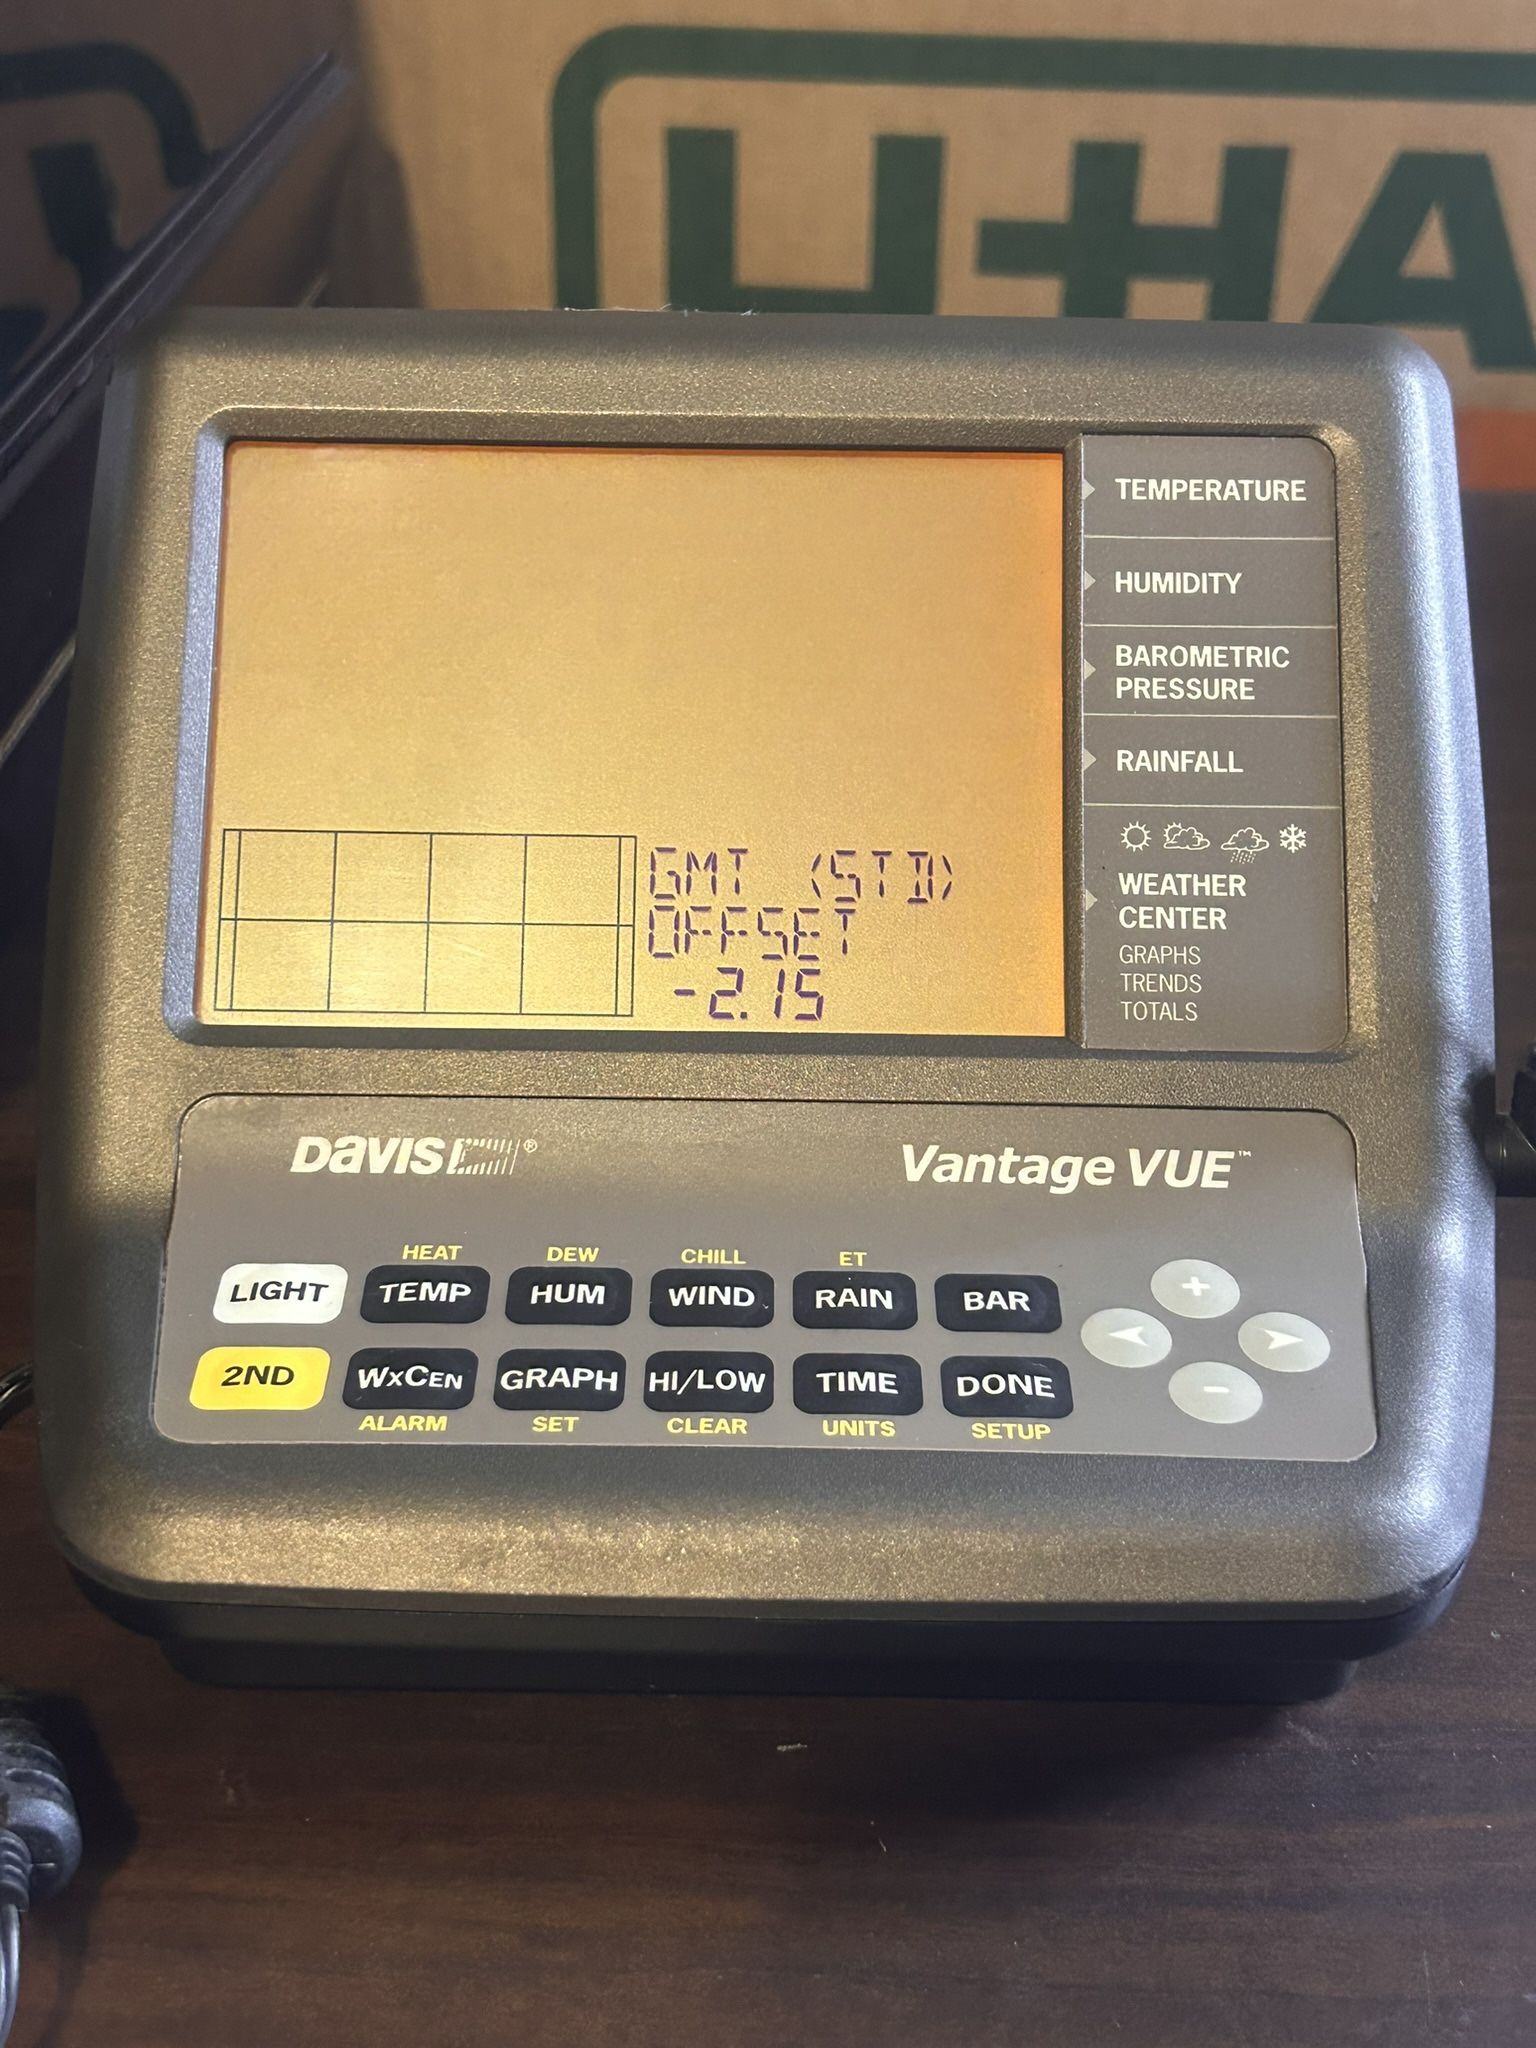 U-HA
TEMPERATURE
HUMIDITY
BAROMETRIC
PRESSURE
RAINFALL
WEATHER
CENTER
GRAPHS
TRENDS
TOTALS
GMT (STD)
OFFSET
-2.15
DAVIS®
Vantage VUE™
HEAT DEW CHILL ET
LIGHT TEMP HUM WIND RAIN BAR + < > -
2ND WxCEN GRAPH HI/LOW TIME DONE
ALARM SET CLEAR UNITS SETUP